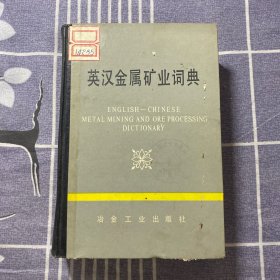 英汉金属矿业词典
ENGLISH—CHINESE
METAL MINING AND ORE PROCESSING
DICTIONARY
冶金工业出版社